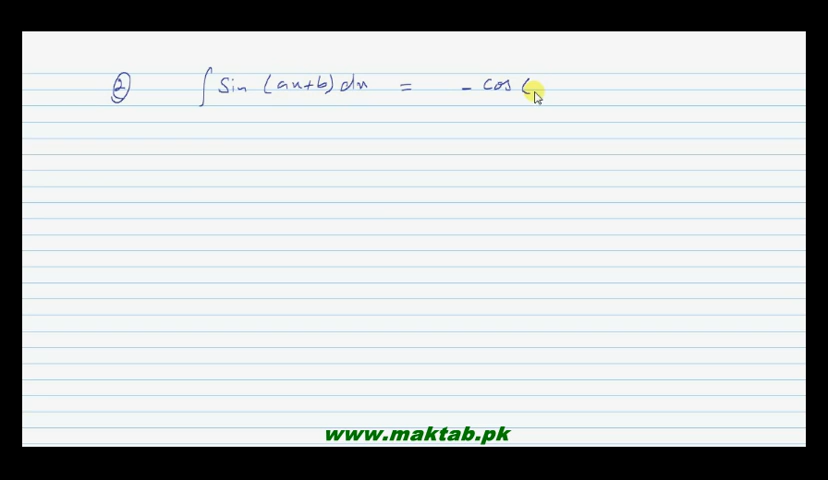 ② ∫ Sin (ax+b) dx = - cos (
www.maktab.pk